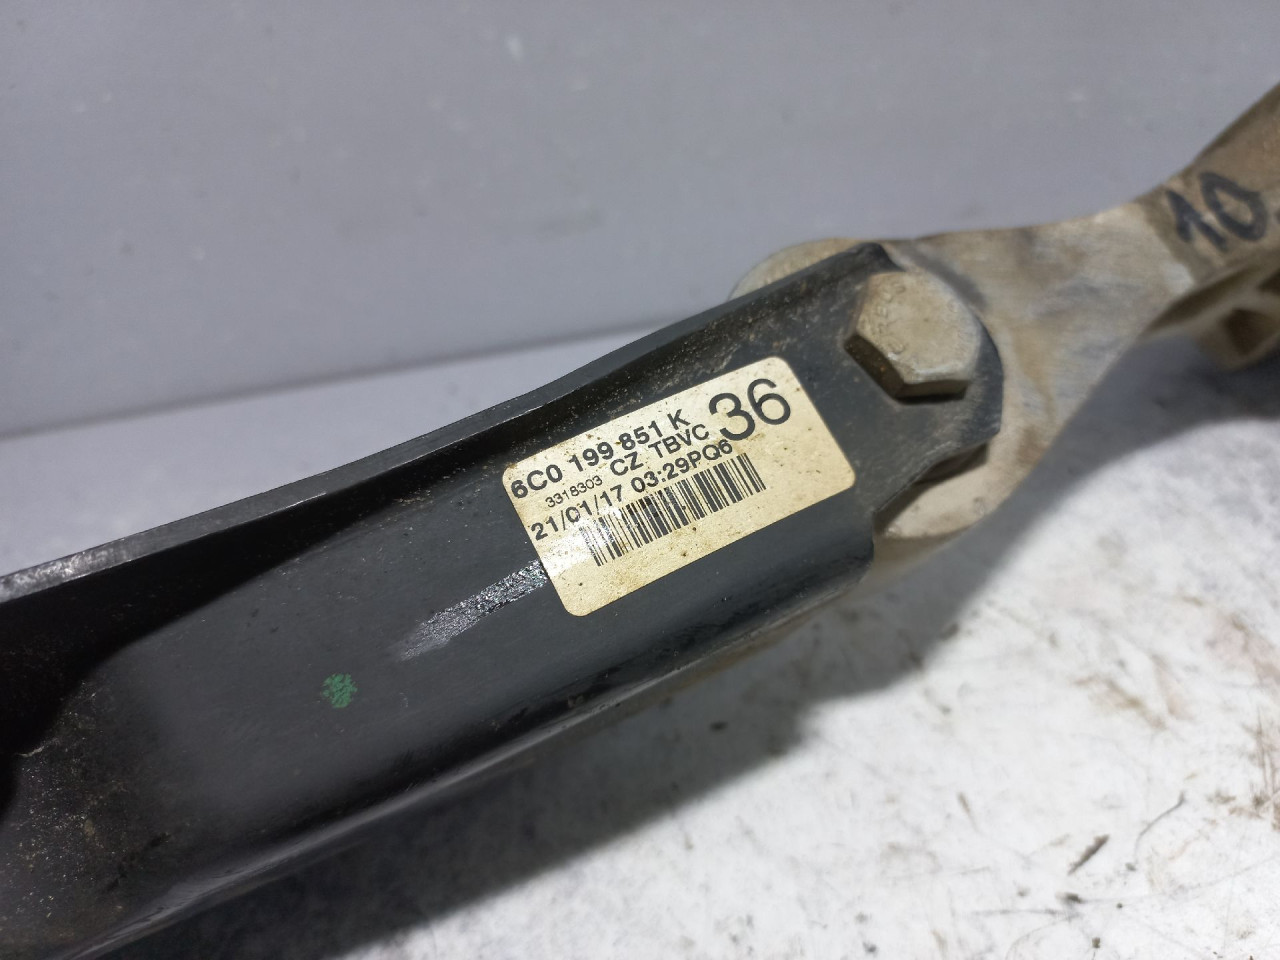 6C0 199 851 K
36
3318303 CZ TBVC
21/01/17 03:29PQ6
10